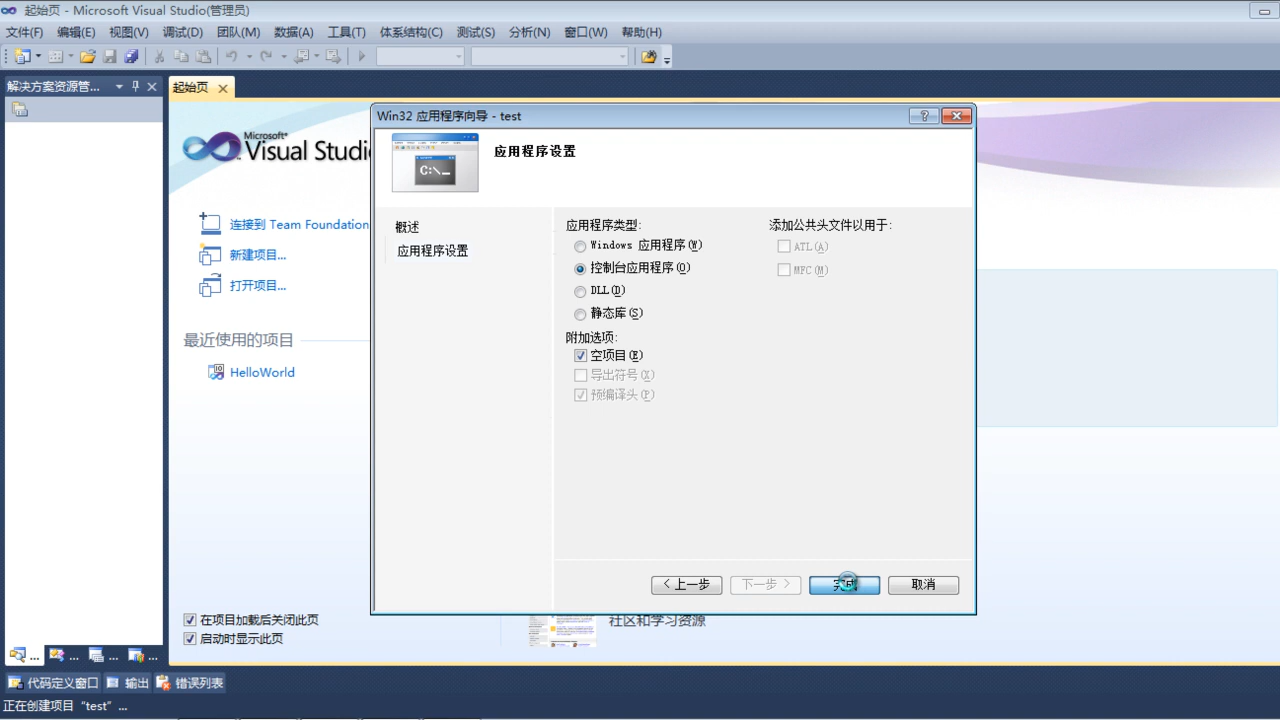 起始页 - Microsoft Visual Studio(管理员)
文件(F) 编辑(E) 视图(V) 调试(D) 团队(M) 数据(A) 工具(T) 体系结构(C) 测试(S) 分析(N) 窗口(W) 帮助(H)
解决方案资源管...
起始页
Microsoft
Visual Studio
连接到 Team Foundation
新建项目...
打开项目...
最近使用的项目
HelloWorld
在项目加载后关闭此页
启动时显示此页
Win32 应用程序向导 - test
C:\_
应用程序设置
概述
应用程序设置
应用程序类型:
Windows 应用程序(W)
控制台应用程序(O)
DLL(D)
静态库(S)
附加选项:
空项目(E)
导出符号(X)
预编译头(P)
添加公共头文件以用于:
ATL(A)
MFC(M)
< 上一步
下一步 >
完成
取消
社区和学习资源
... ... ... ...
代码定义窗口 输出 错误列表
正在创建项目“test”...